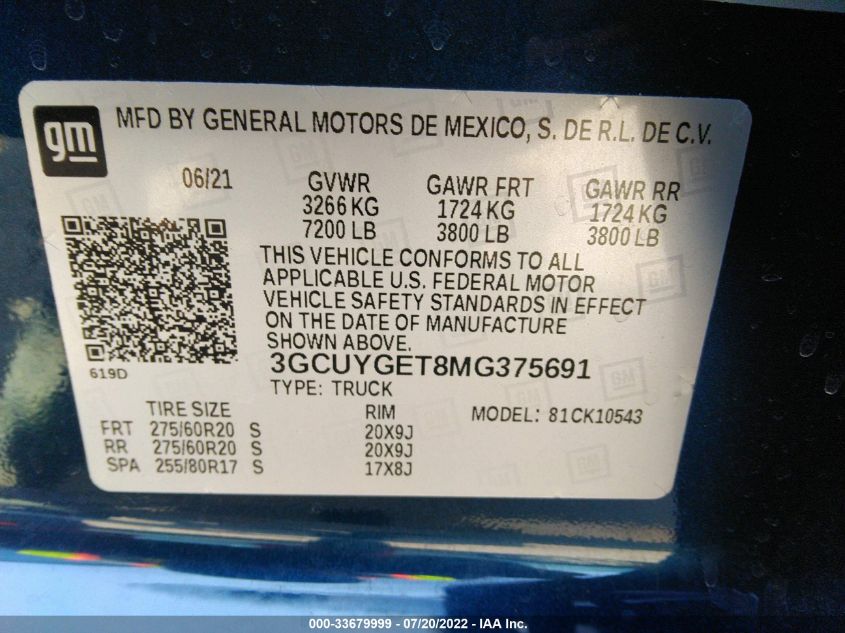 gm
MFD BY GENERAL MOTORS DE MEXICO, S. DE R.L. DE C.V.
06/21 GVWR GAWR FRT GAWR RR
3266 KG 1724 KG 1724 KG
7200 LB 3800 LB 3800 LB
THIS VEHICLE CONFORMS TO ALL
APPLICABLE U.S. FEDERAL MOTOR
VEHICLE SAFETY STANDARDS IN EFFECT
ON THE DATE OF MANUFACTURE
SHOWN ABOVE.
619D 3GCUYGET8MG375691
TYPE: TRUCK
TIRE SIZE RIM MODEL: 81CK10543
FRT 275/60R20 S 20X9J
RR 275/60R20 S 20X9J
SPA 255/80R17 S 17X8J
000-33679999 - 07/20/2022 - IAA Inc.